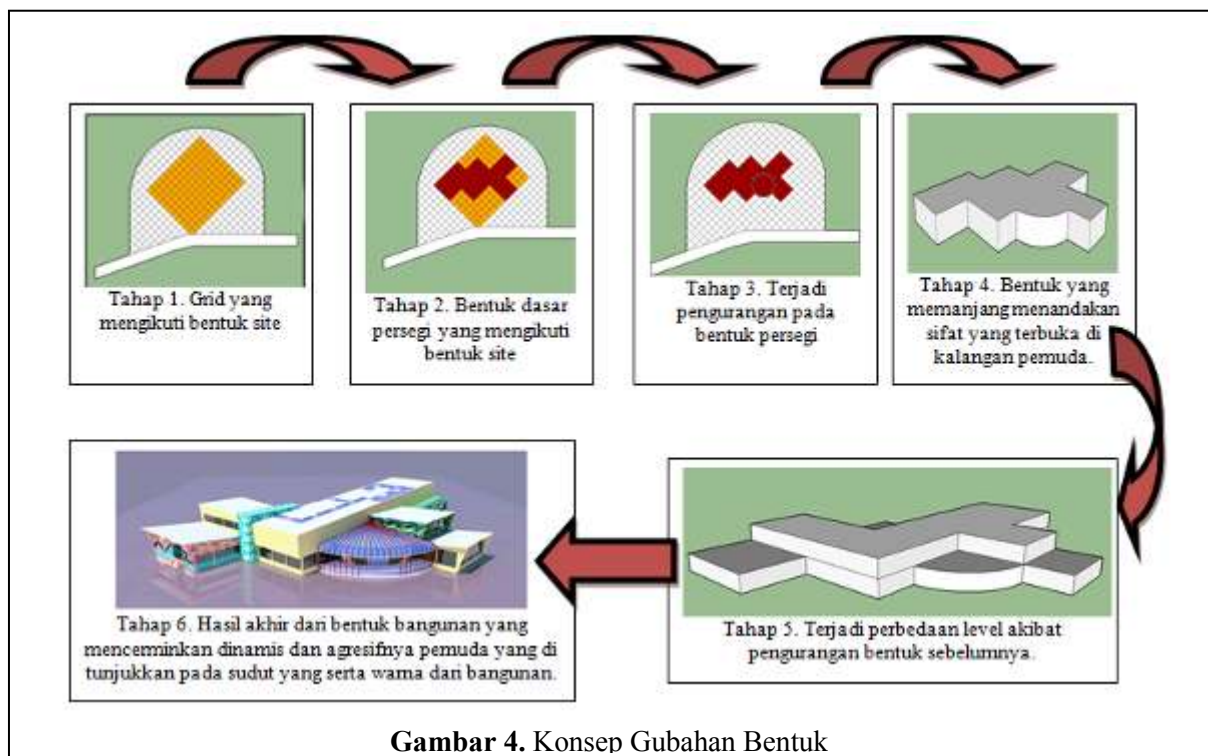 Tahap 1. Grid yang
mengikuti bentuk site
Tahap 2. Bentuk dasar
persegi yang mengikuti
bentuk site
Tahap 3. Terjadi
pengurangan pada
bentuk persegi
Tahap 4. Bentuk yang
memanjang menandakan
sifat yang terbuka di
kalangan pemuda.
Tahap 5. Terjadi perbedaan level akibat
pengurangan bentuk sebelumnya.
Tahap 6. Hasil akhir dari bentuk bangunan yang
mencerminkan dinamis dan agresifnya pemuda yang di
tunjukkan pada sudut yang serta warna dari bangunan.
Gambar 4. Konsep Gubahan Bentuk